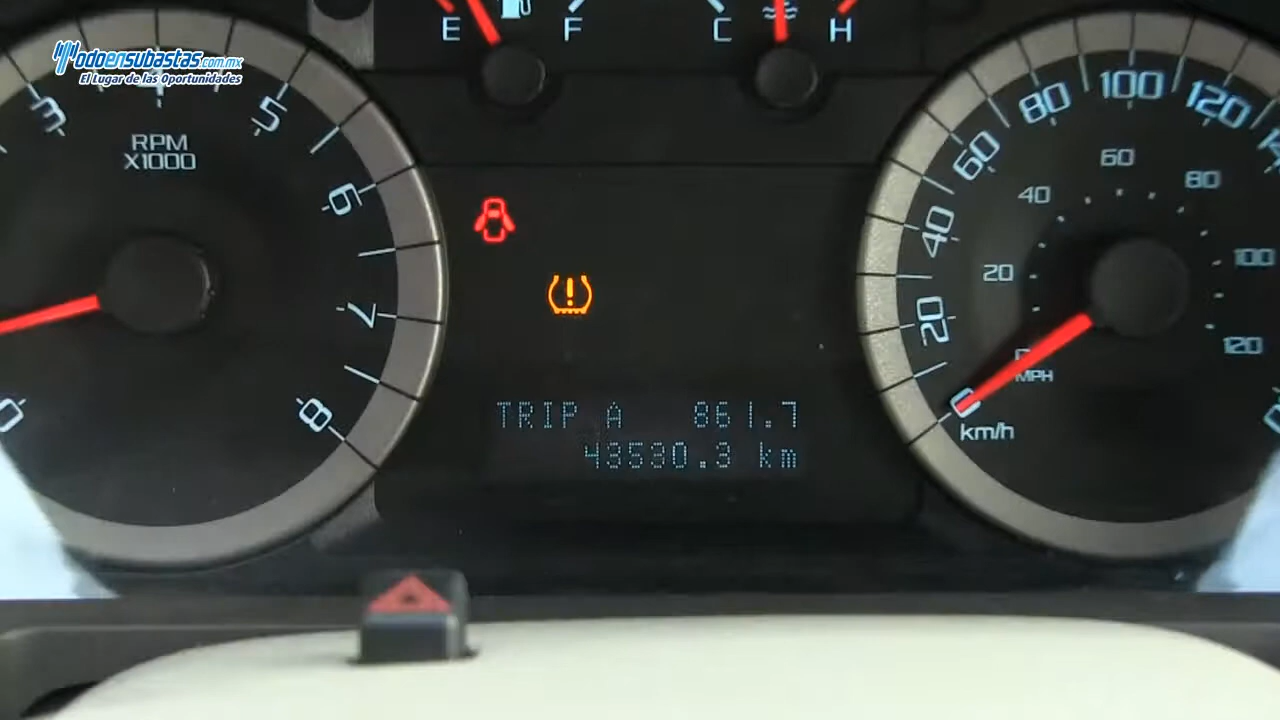 Todoensubastas.com.mx
El Lugar de las Oportunidades
E F C H
3 4 5 6 7 8
RPM
X1000
0 20 40 60 80 100 120
20 40 60 80 100 120
MPH
km/h
TRIP A 861.7
43530.3 km